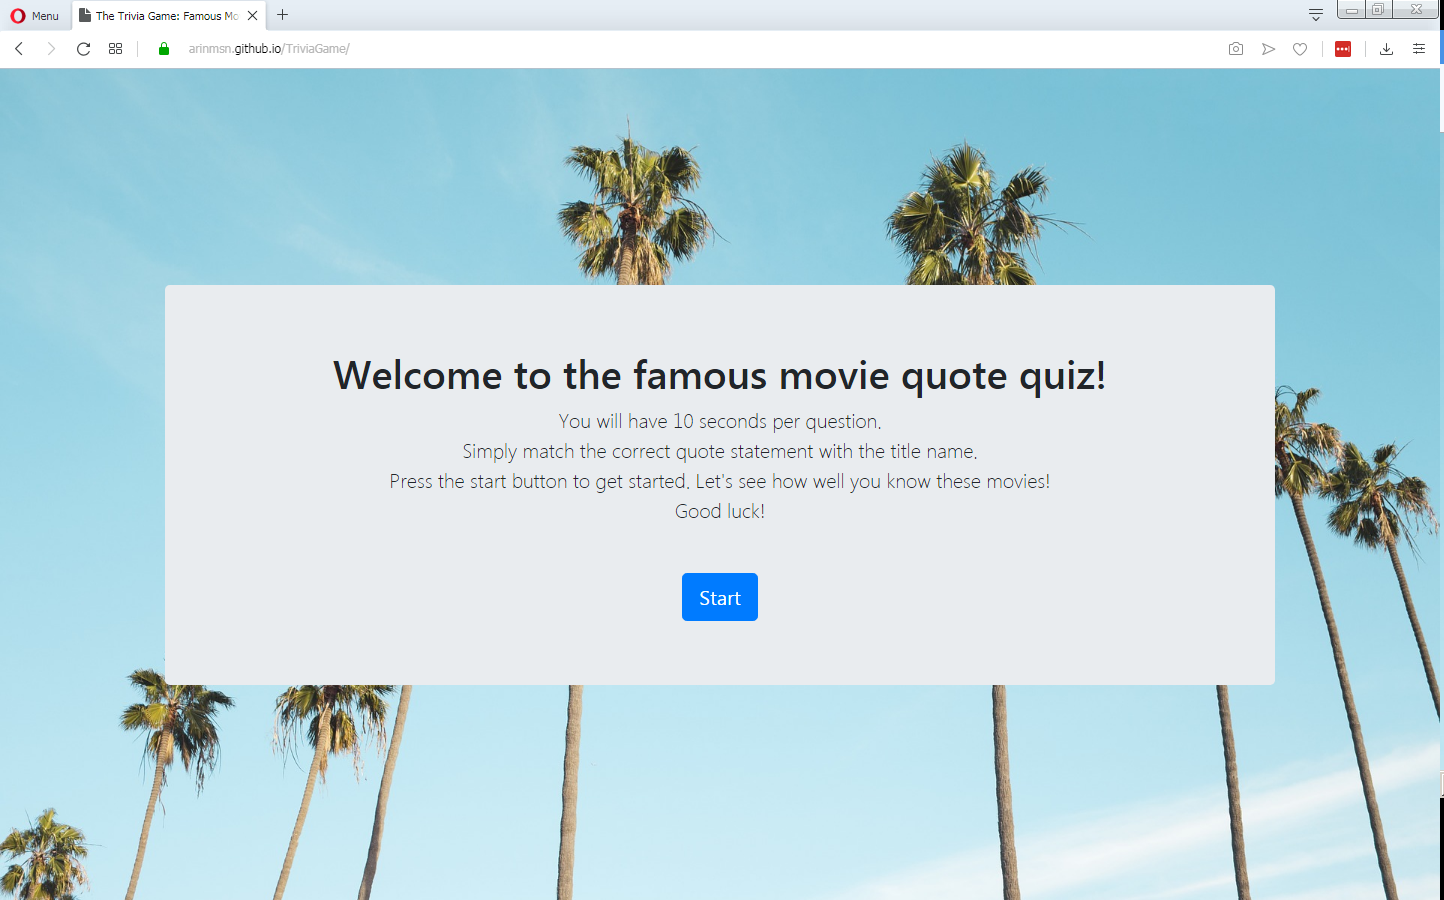 Menu
The Trivia Game: Famous Mo
arinmsn.github.io/TriviaGame/
Welcome to the famous movie quote quiz!
You will have 10 seconds per question.
Simply match the correct quote statement with the title name.
Press the start button to get started. Let's see how well you know these movies!
Good luck!
Start